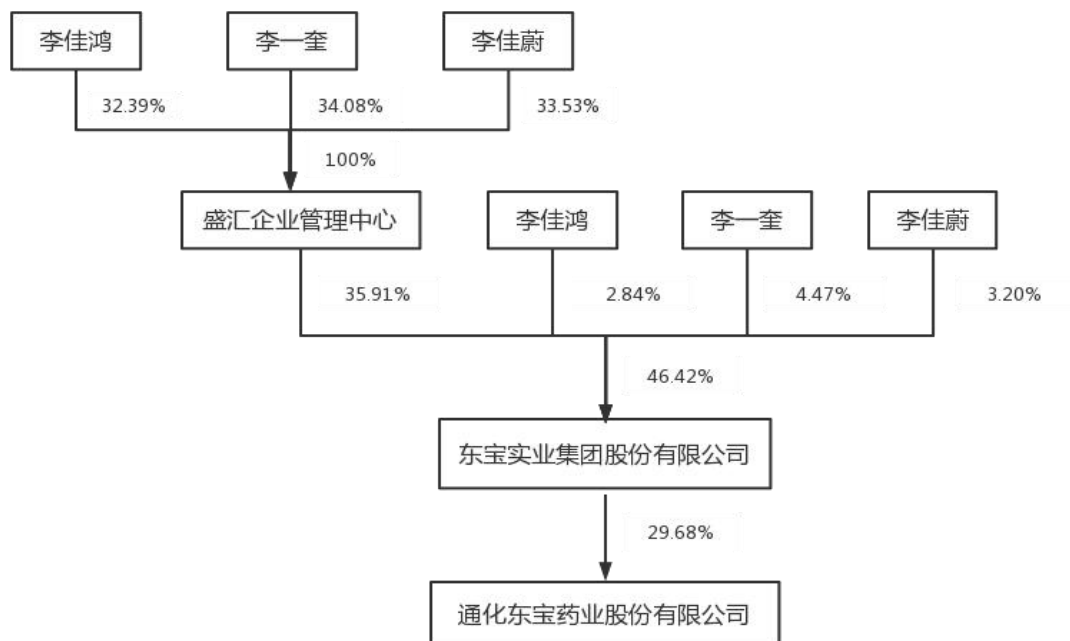 李佳鸿
李一奎
李佳蔚
32.39%
34.08%
33.53%
100%
盛汇企业管理中心
李佳鸿
李一奎
李佳蔚
35.91%
2.84%
4.47%
3.20%
46.42%
东宝实业集团股份有限公司
29.68%
通化东宝药业股份有限公司